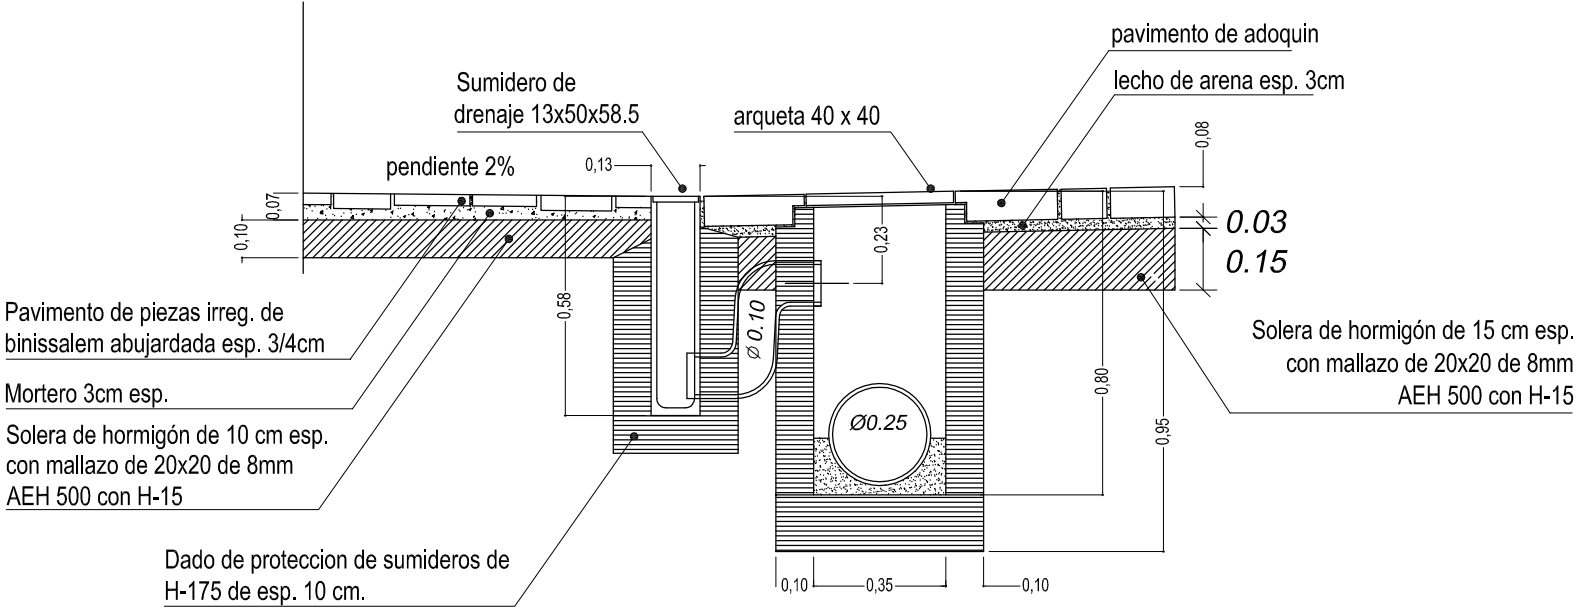 pavimento de adoquin
lecho de arena esp. 3cm
Sumidero de
drenaje 13x50x58.5
arqueta 40 x 40
pendiente 2%
0,13
0,08
0,07
0,10
0.03
0.15
0,23
0,58
Ø 0.10
Pavimento de piezas irreg. de
binissalem abujardada esp. 3/4cm
Mortero 3cm esp.
Solera de hormigón de 10 cm esp.
con mallazo de 20x20 de 8mm
AEH 500 con H-15
Dado de proteccion de sumideros de
H-175 de esp. 10 cm.
Ø0.25
0,80
0,95
Solera de hormigón de 15 cm esp.
con mallazo de 20x20 de 8mm
AEH 500 con H-15
0,10
0,35
0,10